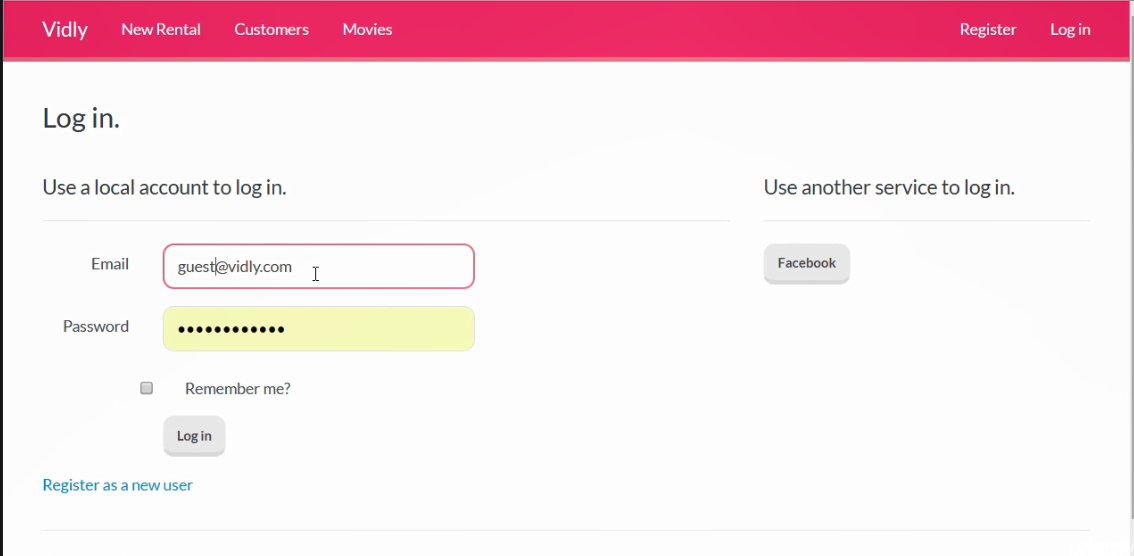 Vidly New Rental Customers Movies Register Log in
Log in.
Use a local account to log in. Use another service to log in.
Email guest@vidly.com Facebook
Password ••••••••••••
Remember me?
Log in
Register as a new user